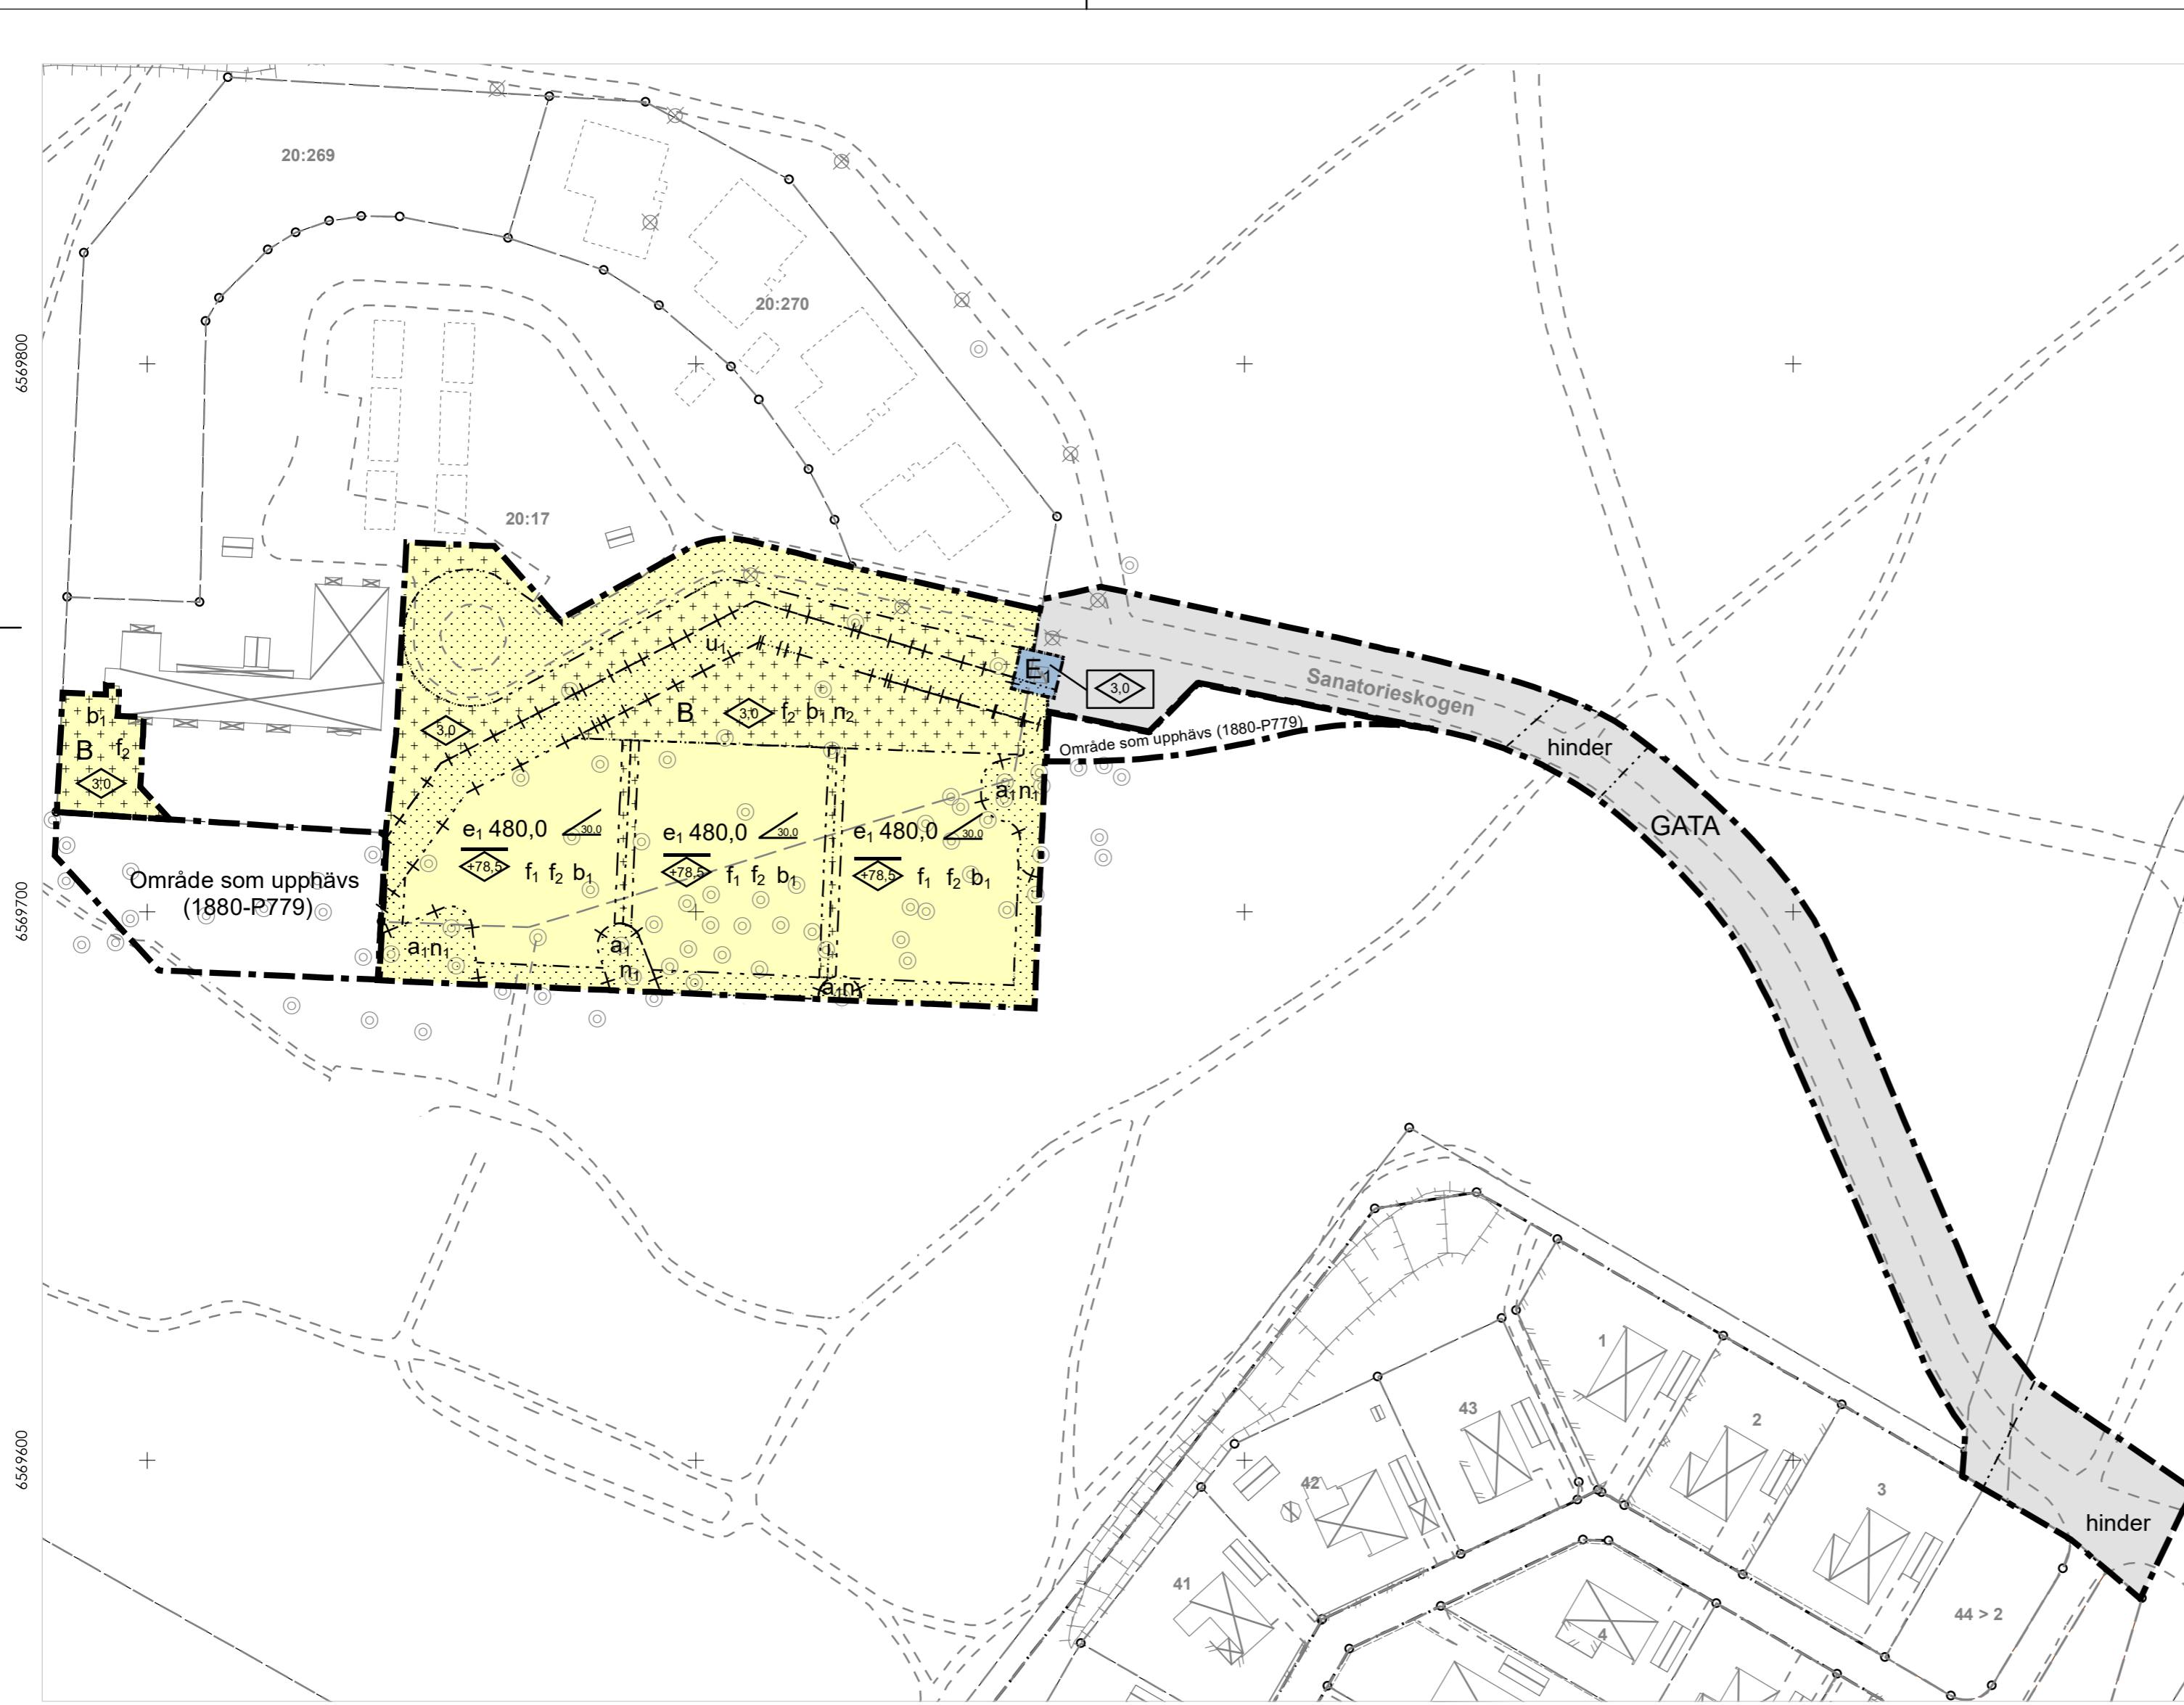 20:269
20:270
6569800
20:17
u₁
E₁
3,0
Sanatorieskogen
b₁
B f₂
3,0
3,0
B 3,0 f₂ b₁ n₂
Område som upphävs (1880-P779)
hinder
n₁
a₁n₁
GATA
e₁ 480,0 30,0
e₁ 480,0 30,0
e₁ 480,0 30,0
+78,5 f₁ f₂ b₁
+78,5 f₁ f₂ b₁
+78,5 f₁ f₂ b₁
Område som upphävs
(1880-P779)
6569700
a₁n₁
a₁
n₁
a₁n₁
1
43
2
6569600
42
3
hinder
41
4
44 > 2